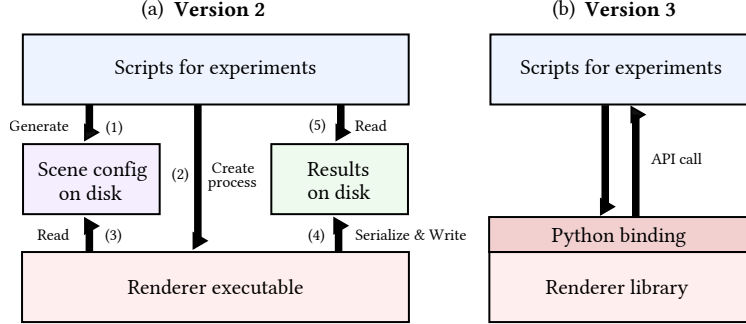 (a) Version 2
Scripts for experiments
Generate (1)
(5) Read
Scene config
on disk
(2) Create
process
Results
on disk
Read (3)
(4) Serialize & Write
Renderer executable
(b) Version 3
Scripts for experiments
API call
Python binding
Renderer library